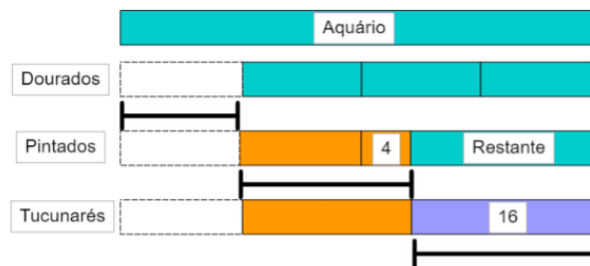 Aquário
Dourados
Pintados
4
Restante
Tucunarés
16